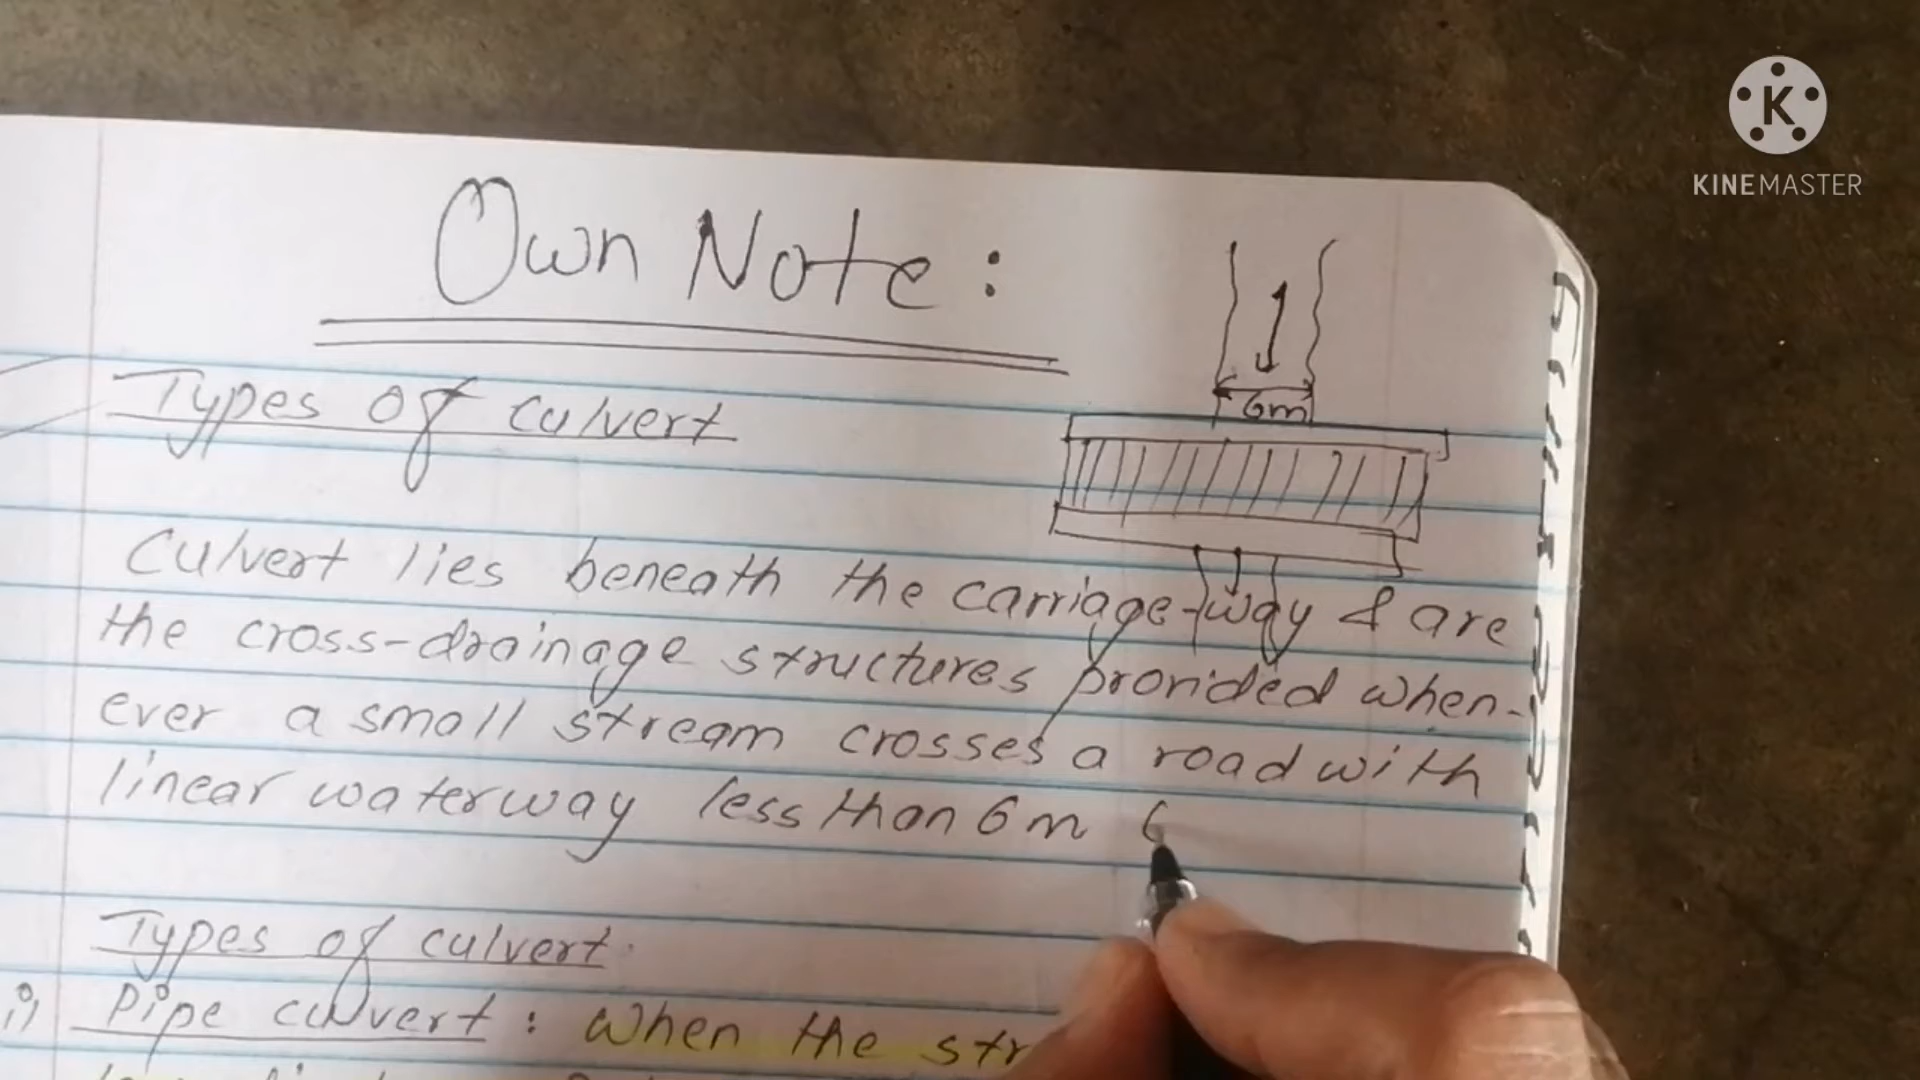 K
KINEMASTER
Own Note:
6m
Types of culvert
Culvert lies beneath the carriage-way & are
the cross-drainage structures provided when-
ever a small stream crosses a road with
linear waterway less than 6m (
Types of culvert
i) Pipe culvert: when the str